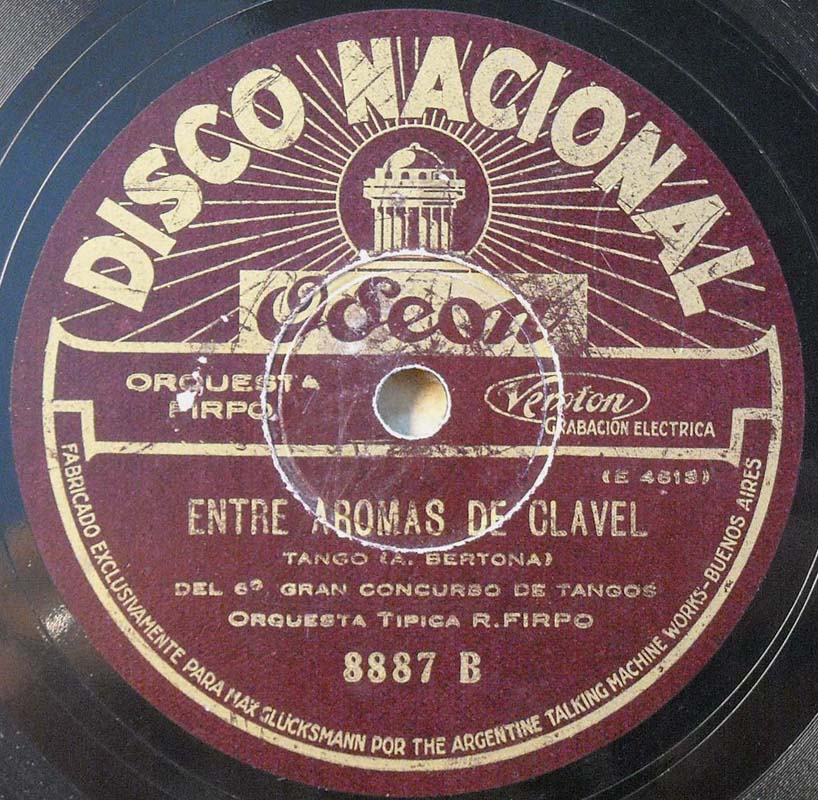 DISCO NACIONAL
Odeon
ORQUESTA
FIRPO
Veroton
GRABACIÓN ELECTRICA
(E 4613)
ENTRE AROMAS DE CLAVEL
TANGO (A. BERTONA)
DEL 6º GRAN CONCURSO DE TANGOS
ORQUESTA TIPICA R. FIRPO
8887 B
FABRICADO EXCLUSIVAMENTE PARA MAX GLÜCKSMANN POR THE ARGENTINE TALKING MACHINE WORKS-BUENOS AIRES